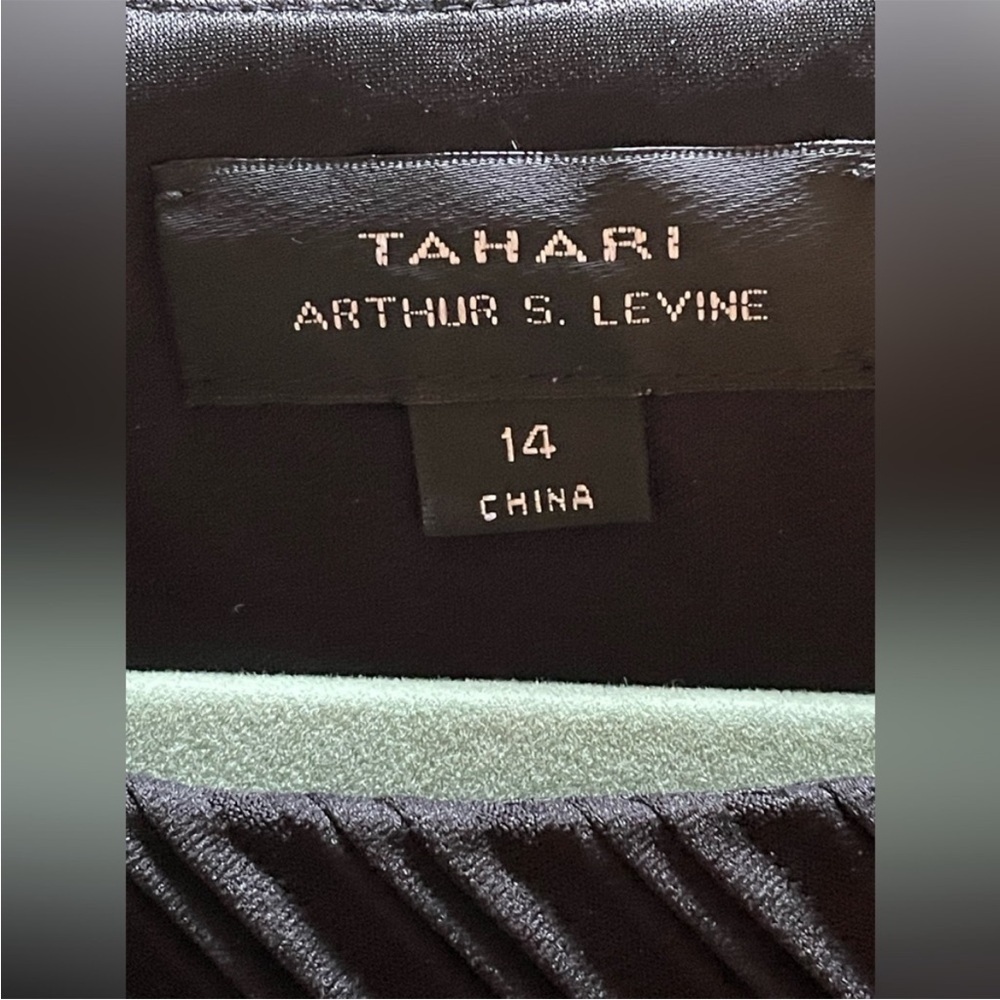 TAHARI
ARTHUR S. LEVINE
14
CHINA